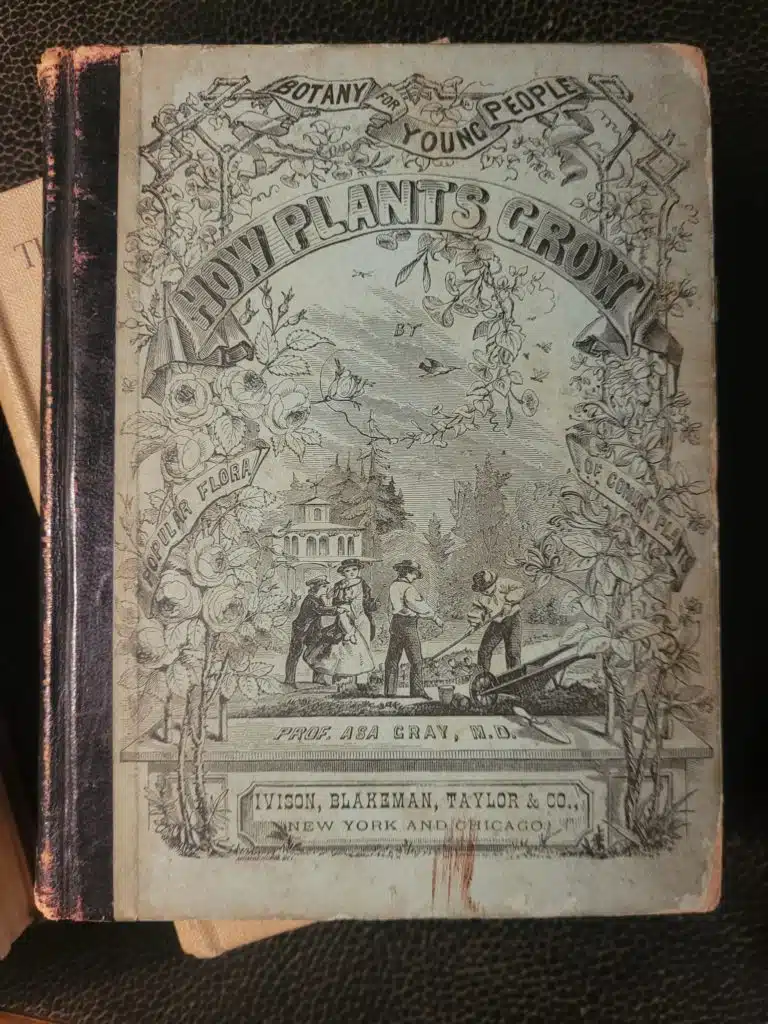 BOTANY FOR YOUNG PEOPLE
HOW PLANTS GROW
BY
POPULAR FLORA
OF COMMON PLANTS
PROF. ASA GRAY, M.D.
IVISON, BLAKEMAN, TAYLOR & CO.,
NEW YORK AND CHICAGO